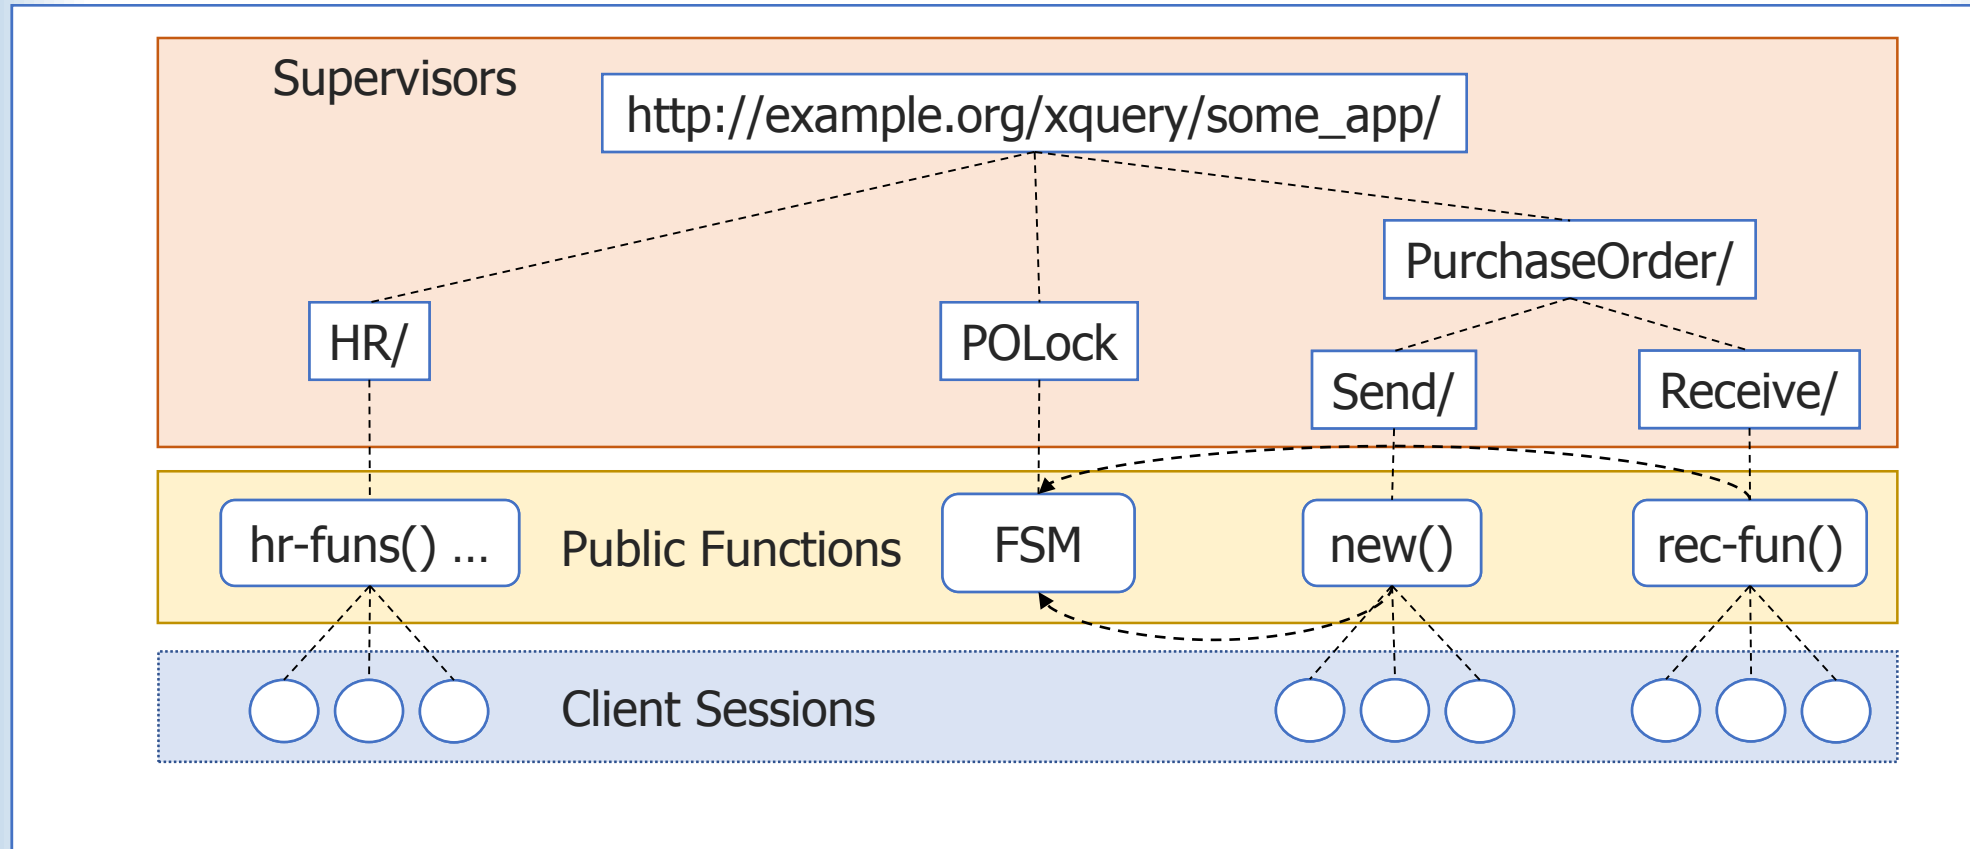 Supervisors
http://example.org/xquery/some_app/
PurchaseOrder/
HR/
POLock
Send/
Receive/
hr-funs() ...
Public Functions
FSM
new()
rec-fun()
Client Sessions